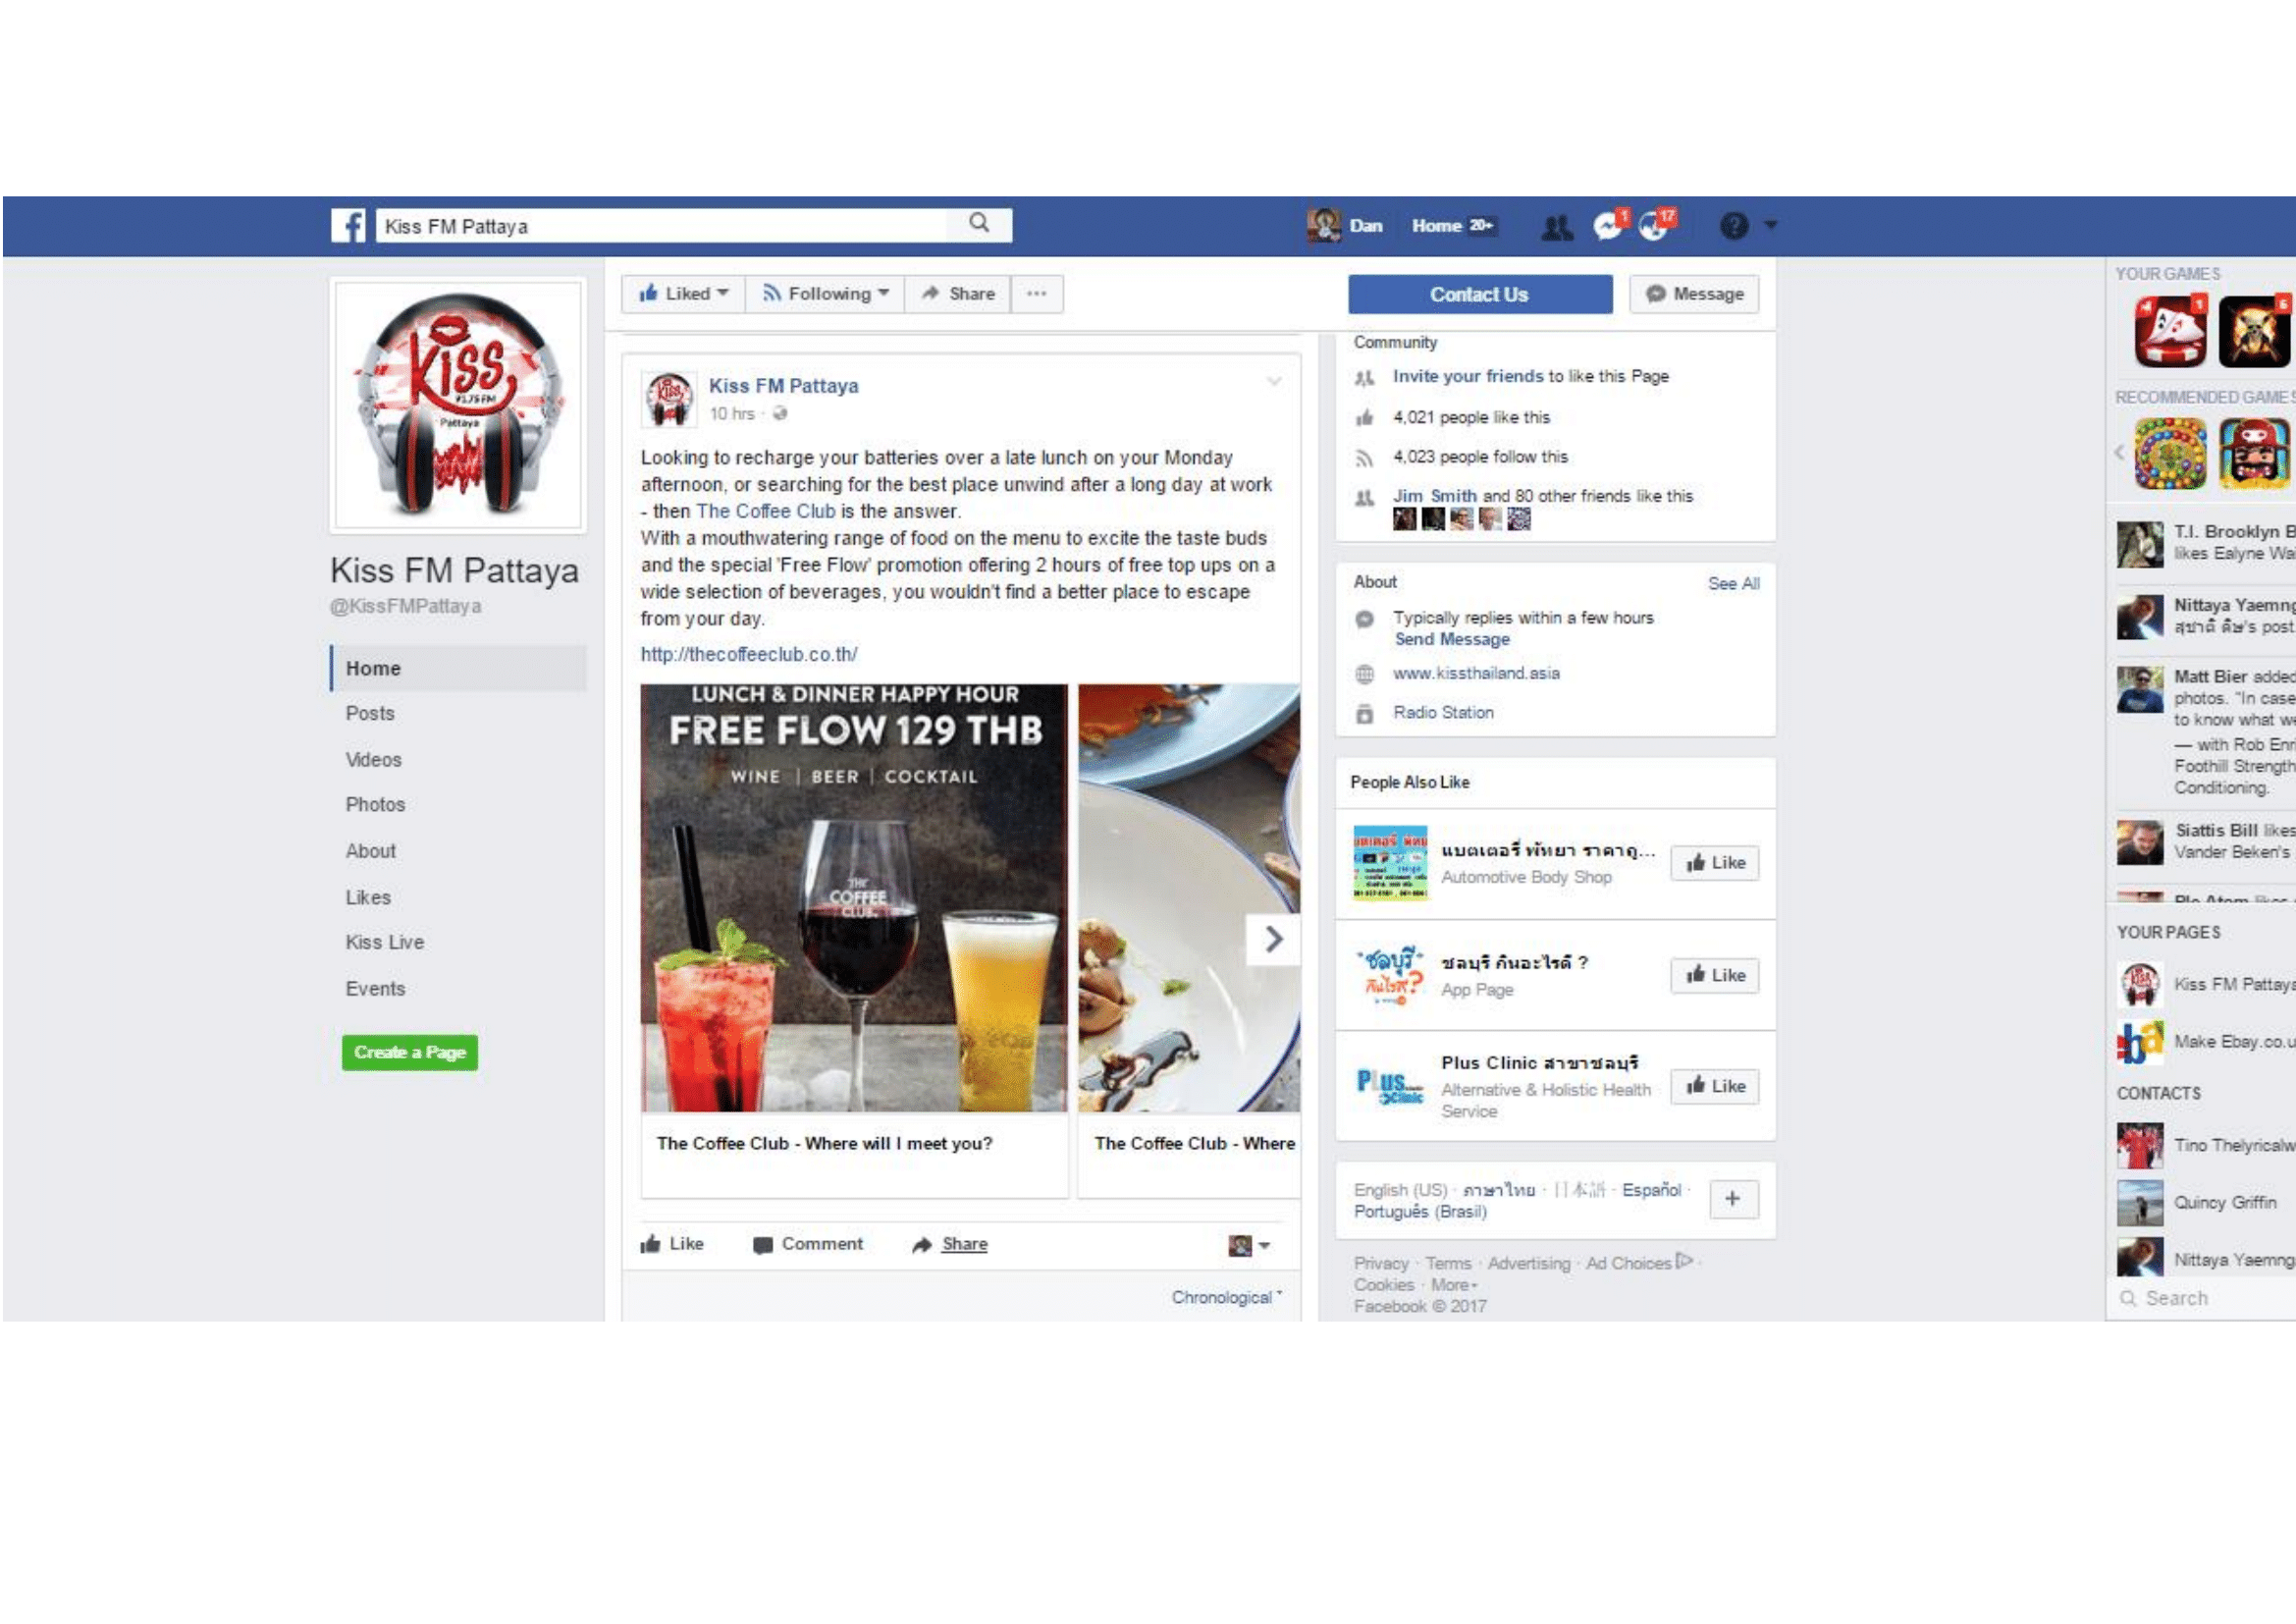 Kiss FM Pattaya
Dan
Home 20+
1
17
?
Kiss
91.75 FM
Pattaya
Kiss FM Pattaya
@KissFMPattaya
Home
Posts
Videos
Photos
About
Likes
Kiss Live
Events
Create a Page
Liked
Following
Share
Contact Us
Message
Kiss FM Pattaya
10 hrs
Looking to recharge your batteries over a late lunch on your Monday
afternoon, or searching for the best place unwind after a long day at work
- then The Coffee Club is the answer.
With a mouthwatering range of food on the menu to excite the taste buds
and the special 'Free Flow' promotion offering 2 hours of free top ups on a
wide selection of beverages, you wouldn't find a better place to escape
from your day.
http://thecoffeeclub.co.th/
LUNCH & DINNER HAPPY HOUR
FREE FLOW 129 THB
WINE | BEER | COCKTAIL
THE
COFFEE
CLUB.
The Coffee Club - Where will I meet you?
The Coffee Club - Where
Like
Comment
Share
Chronological
Community
Invite your friends to like this Page
4,021 people like this
4,023 people follow this
Jim Smith and 80 other friends like this
About
See All
Typically replies within a few hours
Send Message
www.kissthailand.asia
Radio Station
People Also Like
แบตเตอรี่ พัทยา ราคาถู...
Automotive Body Shop
Like
ชลบุรี กินอะไรดี ?
App Page
Like
Plus Clinic สาขาชลบุรี
Alternative & Holistic Health
Service
Like
English (US) · ภาษาไทย · 日本語 · Español ·
Português (Brasil)
+
Privacy · Terms · Advertising · Ad Choices ·
Cookies · More
Facebook © 2017
YOUR GAMES
1
6
RECOMMENDED GAMES
T.I. Brooklyn B
likes Ealyne Wa
Nittaya Yaemng
สุชาติ ดิษ's post
Matt Bier added
photos. "In case
to know what we
— with Rob Enri
Foothill Strength
Conditioning.
Siattis Bill likes
Vander Beken's
YOUR PAGES
Kiss FM Pattaya
Make Ebay.co.u
CONTACTS
Tino Thelyricalw
Quincy Griffin
Nittaya Yaemng
Search